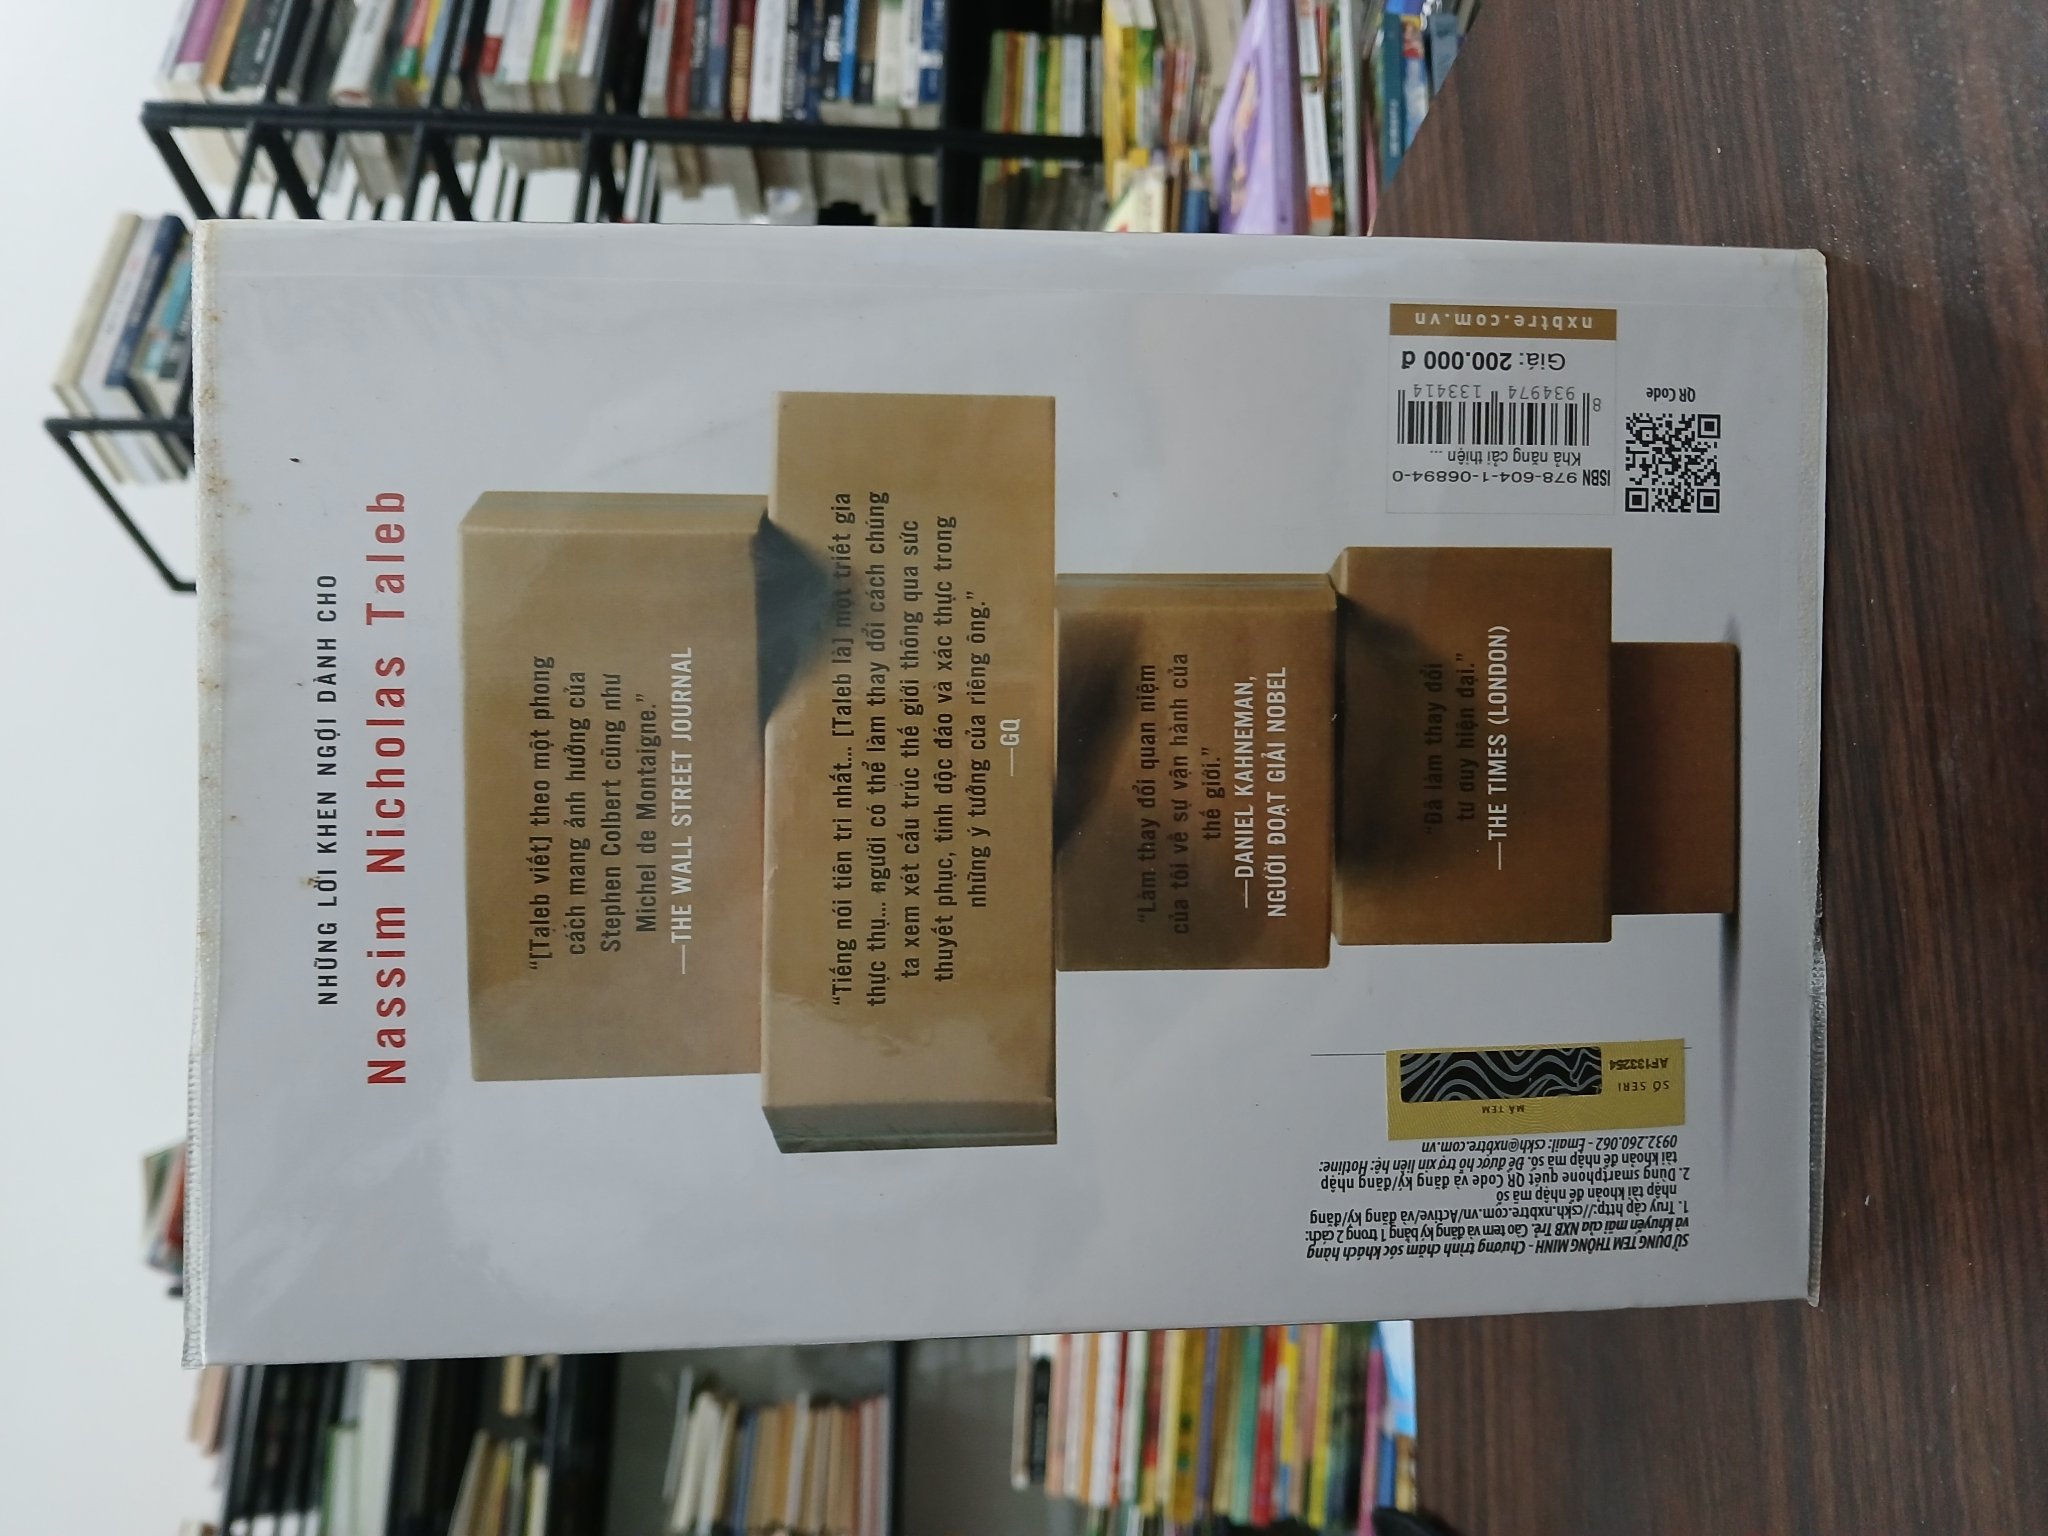 NHỮNG LỜI KHEN NGỢI DÀNH CHO
Nassim Nicholas Taleb
“[Taleb viết] theo một phong
cách mang ảnh hưởng của
Stephen Colbert cũng như
Michel de Montaigne.”
—THE WALL STREET JOURNAL
“Tiếng nói tiên tri nhất... [Taleb là] một triết gia
thực thụ... người có thể làm thay đổi cách chúng
ta xem xét cấu trúc thế giới thông qua sức
thuyết phục, tính độc đáo và xác thực trong
những ý tưởng của riêng ông.”
—GQ
“Làm thay đổi quan niệm
của tôi về sự vận hành của
thế giới.”
—DANIEL KAHNEMAN,
NGƯỜI ĐOẠT GIẢI NOBEL
“Đã làm thay đổi
tư duy hiện đại.”
—THE TIMES (LONDON)
SỬ DỤNG TEM THÔNG MINH - Chương trình chăm sóc khách hàng
và khuyến mãi của NXB Trẻ. Cào tem và đăng ký bằng 1 trong 2 cách:
1. Truy cập http://cskh.nxbtre.com.vn/Active/và đăng ký/đăng
nhập tài khoản để nhập mã số
2. Dùng smartphone quét QR Code và đăng ký/đăng nhập
tài khoản để nhập mã số. Để được hỗ trợ xin liên hệ: Hotline:
0932.260.062 - Email: cskh@nxbtre.com.vn
MÃ TEM
SỐ SERI
AF133254
ISBN 978-604-1-06894-0
Khả năng cải thiện ...
8 934974 133414
Giá: 200.000 đ
nxbtre.com.vn
QR Code